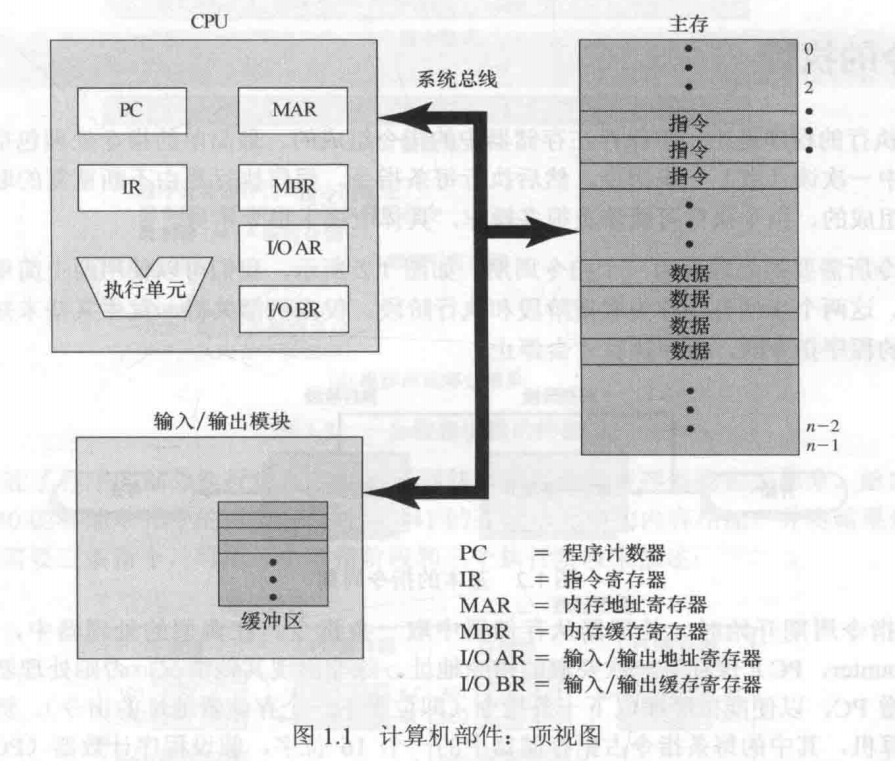 CPU
PC
MAR
IR
MBR
I/O AR
执行单元
I/O BR
系统总线
主存
0
1
2
指令
指令
指令
数据
数据
数据
数据
n−2
n−1
输入/输出模块
缓冲区
PC = 程序计数器
IR = 指令寄存器
MAR = 内存地址寄存器
MBR = 内存缓存寄存器
I/O AR = 输入/输出地址寄存器
I/O BR = 输入/输出缓存寄存器
图 1.1 计算机部件：顶视图